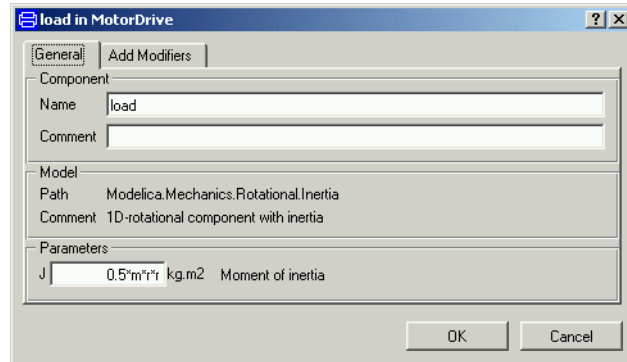 load in MotorDrive
General Add Modifiers
Component
Name load
Comment
Model
Path Modelica.Mechanics.Rotational.Inertia
Comment 1D-rotational component with inertia
Parameters
J 0.5*m*r*r kg.m2 Moment of inertia
OK Cancel